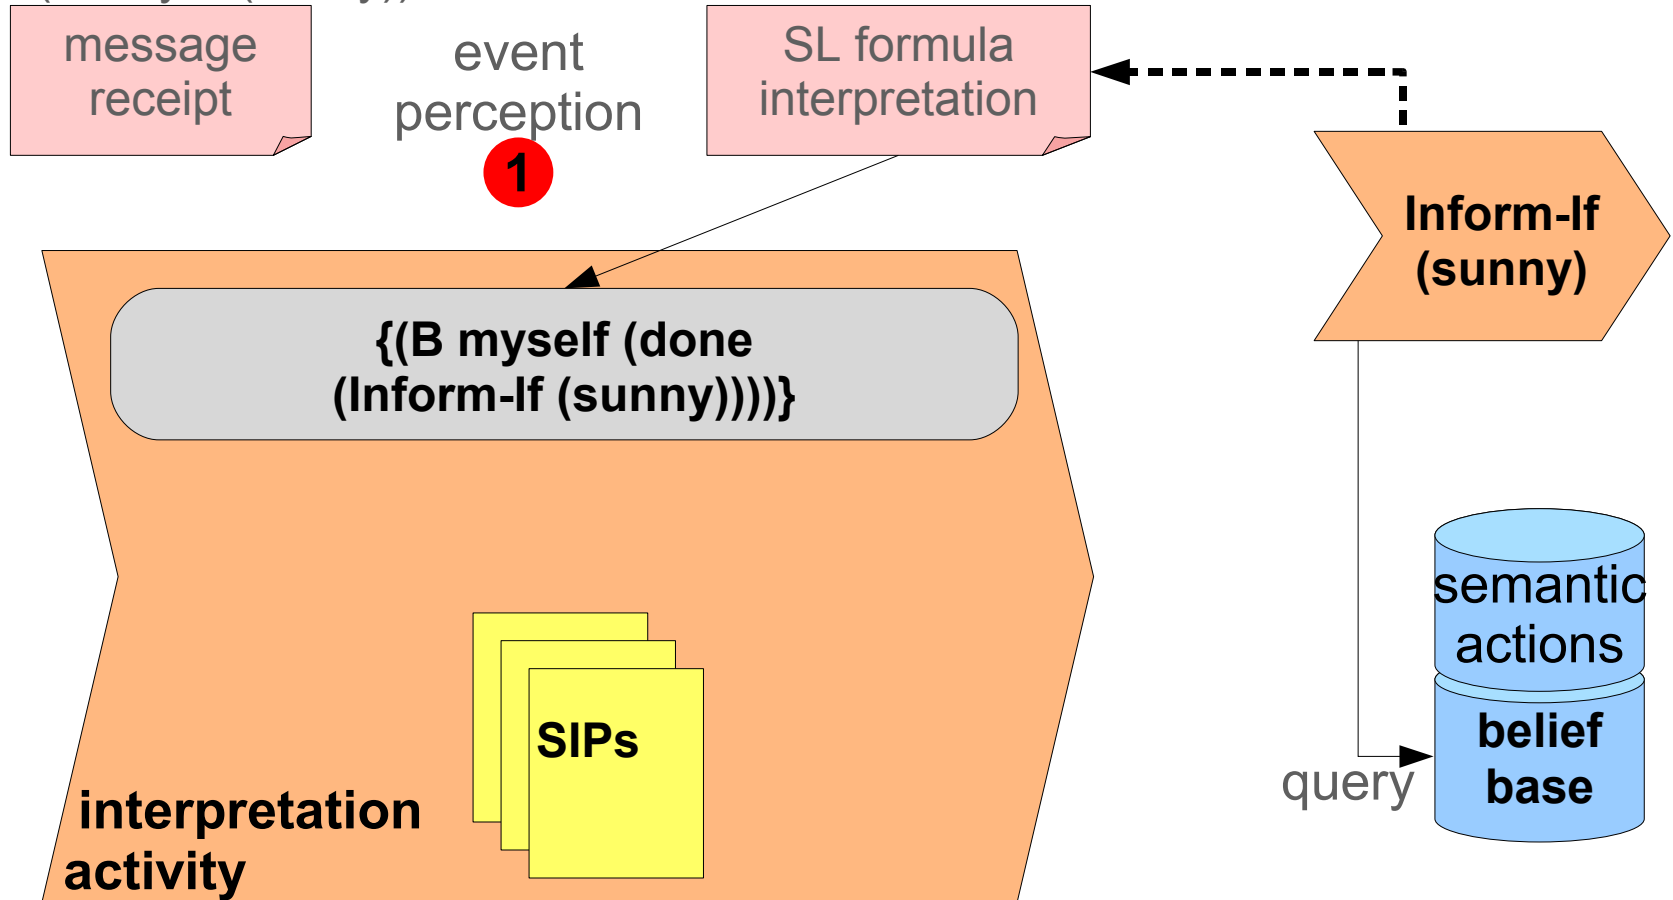 message
receipt
event
perception
1
SL formula
interpretation
Inform-If
(sunny)
{(B myself (done
(Inform-If (sunny))))}
semantic
actions
belief
base
query
SIPs
interpretation
activity